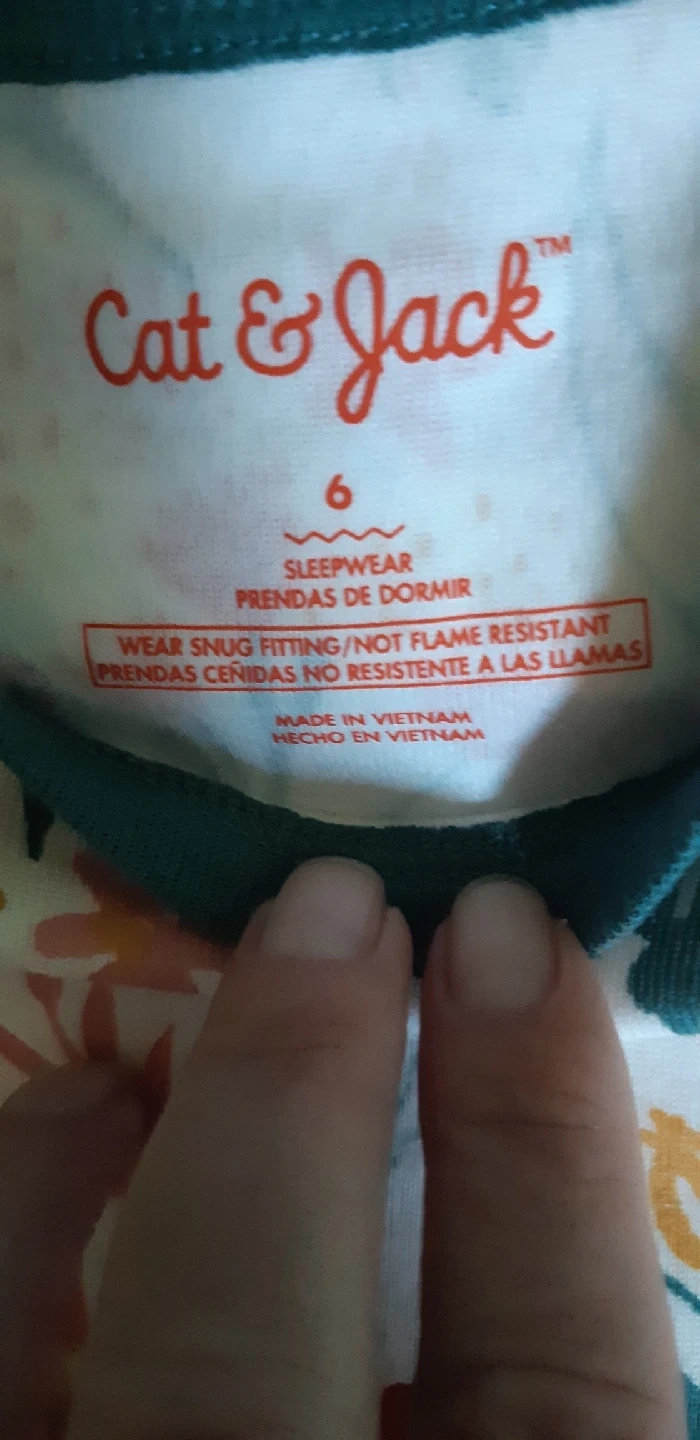 Cat & Jack™
6
SLEEPWEAR
PRENDAS DE DORMIR
WEAR SNUG FITTING/NOT FLAME RESISTANT
PRENDAS CEÑIDAS NO RESISTENTE A LAS LLAMAS
MADE IN VIETNAM
HECHO EN VIETNAM